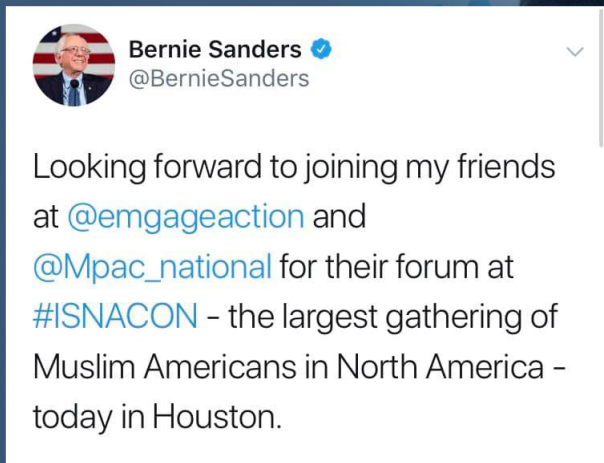 Bernie Sanders
@BernieSanders
Looking forward to joining my friends
at @emgageaction and
@Mpac_national for their forum at
#ISNACON - the largest gathering of
Muslim Americans in North America -
today in Houston.